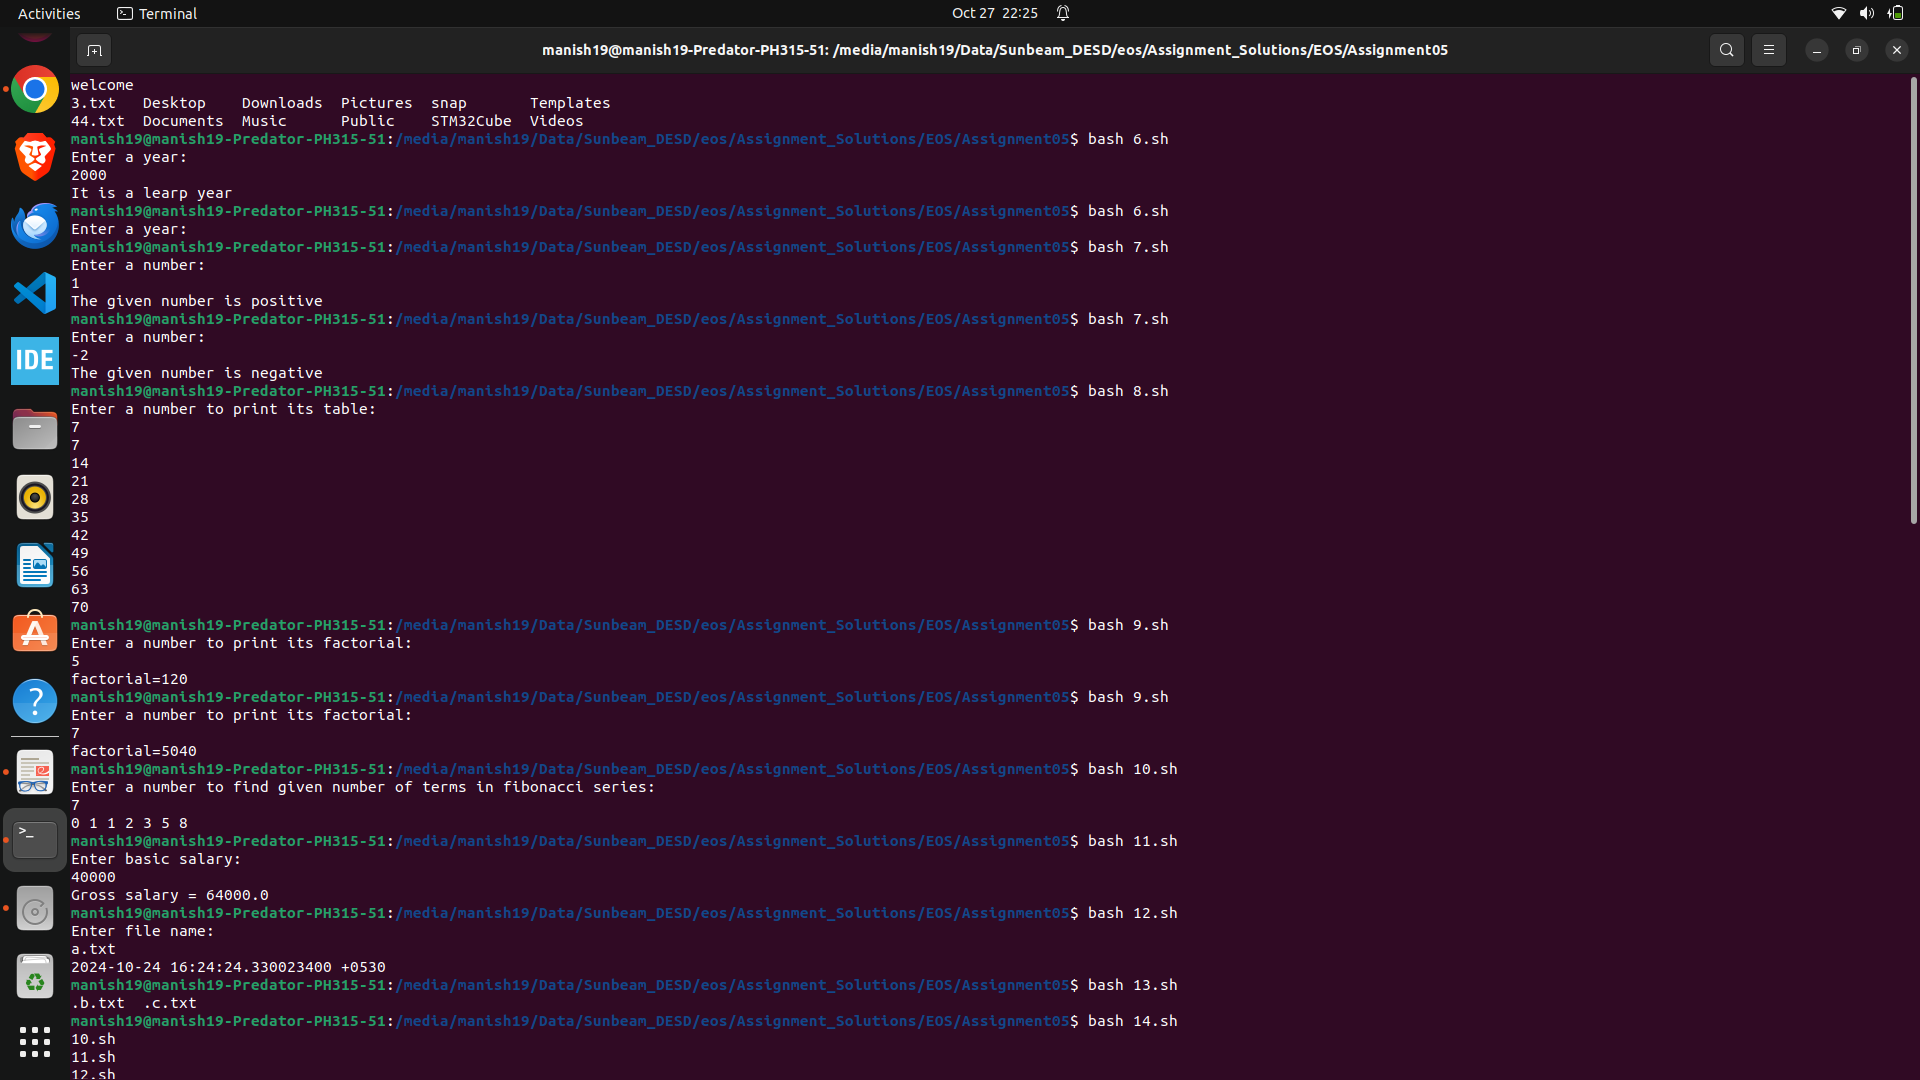 Activities
Terminal
Oct 27 22:25
manish19@manish19-Predator-PH315-51: /media/manish19/Data/Sunbeam_DESD/eos/Assignment_Solutions/EOS/Assignment05
welcome
3.txt   Desktop    Downloads  Pictures  snap       Templates
44.txt  Documents  Music      Public    STM32Cube  Videos
manish19@manish19-Predator-PH315-51:/media/manish19/Data/Sunbeam_DESD/eos/Assignment_Solutions/EOS/Assignment05$ bash 6.sh
Enter a year:
2000
It is a learp year
manish19@manish19-Predator-PH315-51:/media/manish19/Data/Sunbeam_DESD/eos/Assignment_Solutions/EOS/Assignment05$ bash 6.sh
Enter a year:
manish19@manish19-Predator-PH315-51:/media/manish19/Data/Sunbeam_DESD/eos/Assignment_Solutions/EOS/Assignment05$ bash 7.sh
Enter a number:
1
The given number is positive
manish19@manish19-Predator-PH315-51:/media/manish19/Data/Sunbeam_DESD/eos/Assignment_Solutions/EOS/Assignment05$ bash 7.sh
Enter a number:
-2
The given number is negative
manish19@manish19-Predator-PH315-51:/media/manish19/Data/Sunbeam_DESD/eos/Assignment_Solutions/EOS/Assignment05$ bash 8.sh
Enter a number to print its table:
7
7
14
21
28
35
42
49
56
63
70
manish19@manish19-Predator-PH315-51:/media/manish19/Data/Sunbeam_DESD/eos/Assignment_Solutions/EOS/Assignment05$ bash 9.sh
Enter a number to print its factorial:
5
factorial=120
manish19@manish19-Predator-PH315-51:/media/manish19/Data/Sunbeam_DESD/eos/Assignment_Solutions/EOS/Assignment05$ bash 9.sh
Enter a number to print its factorial:
7
factorial=5040
manish19@manish19-Predator-PH315-51:/media/manish19/Data/Sunbeam_DESD/eos/Assignment_Solutions/EOS/Assignment05$ bash 10.sh
Enter a number to find given number of terms in fibonacci series:
7
0 1 1 2 3 5 8
manish19@manish19-Predator-PH315-51:/media/manish19/Data/Sunbeam_DESD/eos/Assignment_Solutions/EOS/Assignment05$ bash 11.sh
Enter basic salary:
40000
Gross salary = 64000.0
manish19@manish19-Predator-PH315-51:/media/manish19/Data/Sunbeam_DESD/eos/Assignment_Solutions/EOS/Assignment05$ bash 12.sh
Enter file name:
a.txt
2024-10-24 16:24:24.330023400 +0530
manish19@manish19-Predator-PH315-51:/media/manish19/Data/Sunbeam_DESD/eos/Assignment_Solutions/EOS/Assignment05$ bash 13.sh
.b.txt  .c.txt
manish19@manish19-Predator-PH315-51:/media/manish19/Data/Sunbeam_DESD/eos/Assignment_Solutions/EOS/Assignment05$ bash 14.sh
10.sh
11.sh
12.sh
IDE